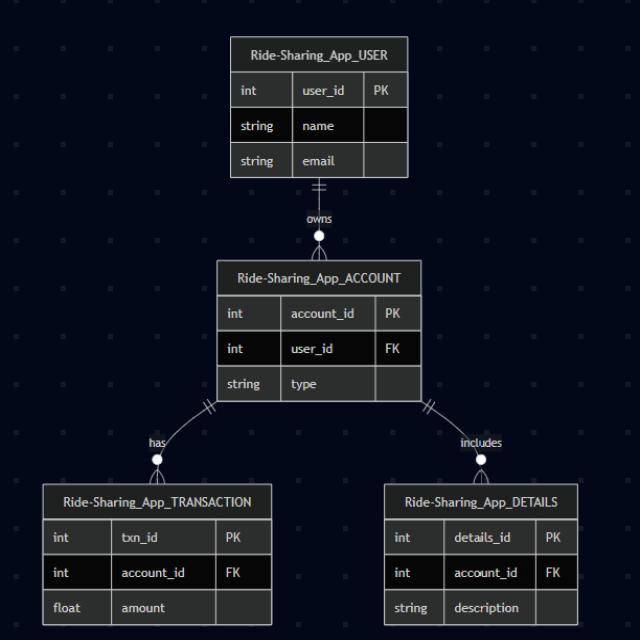 Ride-Sharing_App_USER
int user_id PK
string name
string email
owns
Ride-Sharing_App_ACCOUNT
int account_id PK
int user_id FK
string type
has includes
Ride-Sharing_App_TRANSACTION Ride-Sharing_App_DETAILS
int txn_id PK int details_id PK
int account_id FK int account_id FK
float amount string description